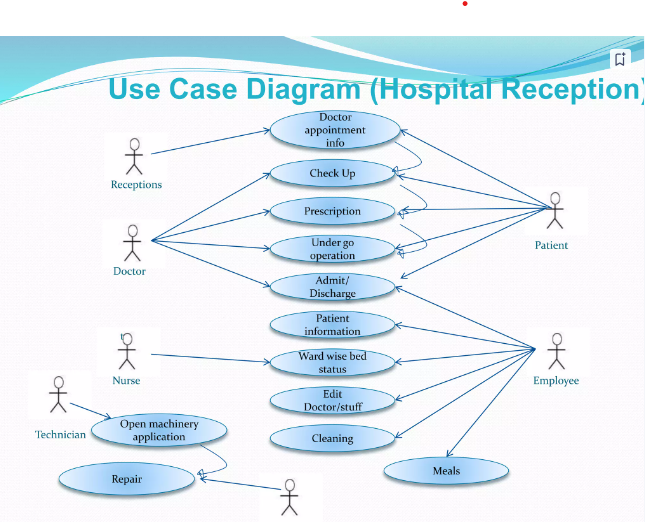 Use Case Diagram (Hospital Reception)
Doctor
appointment
info
Receptions
Check Up
Prescription
Doctor
Under go
operation
Patient
Admit/
Discharge
Patient
information
Nurse
Ward wise bed
status
Employee
Edit
Doctor/stuff
Technician
Open machinery
application
Cleaning
Repair
Meals